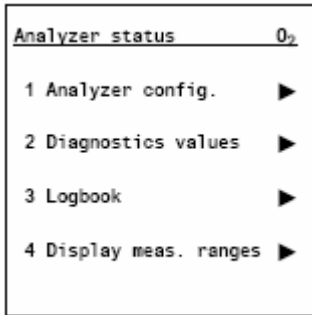 Analyzer status O₂
1 Analyzer config. ▶
2 Diagnostics values ▶
3 Logbook ▶
4 Display meas. ranges ▶